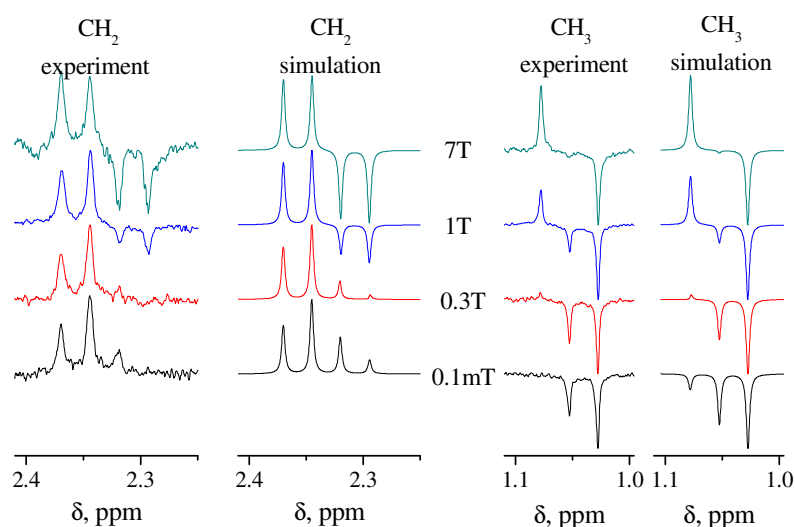 CH2 CH2 CH3 CH3
experiment simulation experiment simulation
7T
1T
0.3T
0.1mT
2.4 2.3 2.4 2.3 1.1 1.0 1.1 1.0
δ, ppm δ, ppm δ, ppm δ, ppm